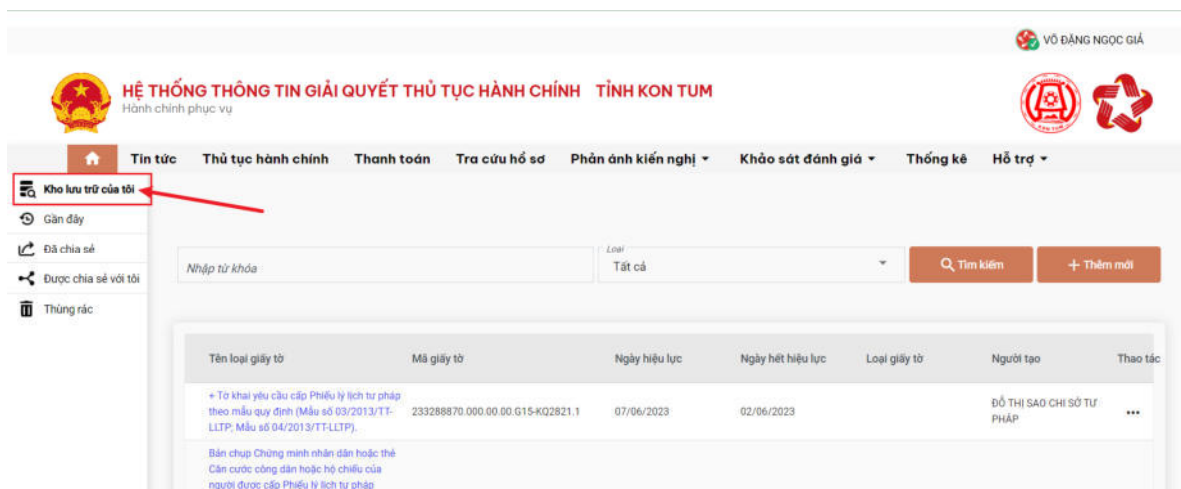 VÕ ĐẶNG NGỌC GIẢ
HỆ THỐNG THÔNG TIN GIẢI QUYẾT THỦ TỤC HÀNH CHÍNH TỈNH KON TUM
Hành chính phục vụ
KON TUM
Tin tức Thủ tục hành chính Thanh toán Tra cứu hồ sơ Phản ánh kiến nghị Khảo sát đánh giá Thống kê Hỗ trợ
Kho lưu trữ của tôi
Gần đây
Đã chia sẻ
Được chia sẻ với tôi
Thùng rác
Loại
Nhập từ khóa Tất cả Tìm kiếm + Thêm mới
Tên loại giấy tờ Mã giấy tờ Ngày hiệu lực Ngày hết hiệu lực Loại giấy tờ Người tạo Thao tác
+ Tờ khai yêu cầu cấp Phiếu lý lịch tư pháp
theo mẫu quy định (Mẫu số 03/2013/TT-
LLTP; Mẫu số 04/2013/TT-LLTP).
233288870.000.00.00.G15-KQ2821.1 07/06/2023 02/06/2023
ĐỖ THỊ SAO CHI SỞ TƯ
PHÁP
Bản chụp Chứng minh nhân dân hoặc thẻ
Căn cước công dân hoặc hộ chiếu của
người được cấp Phiếu lý lịch tư pháp